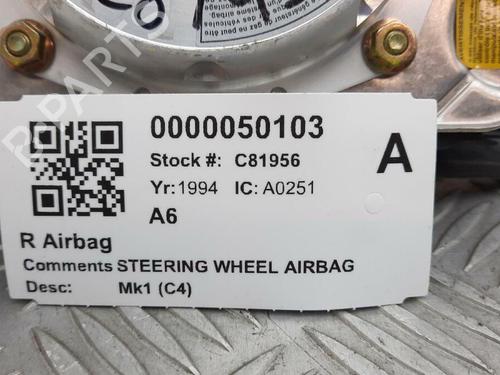 0000050103
Stock #: C81956
A
Yr:1994 IC: A0251
A6
R Airbag
Comments STEERING WHEEL AIRBAG
Desc: Mk1 (C4)